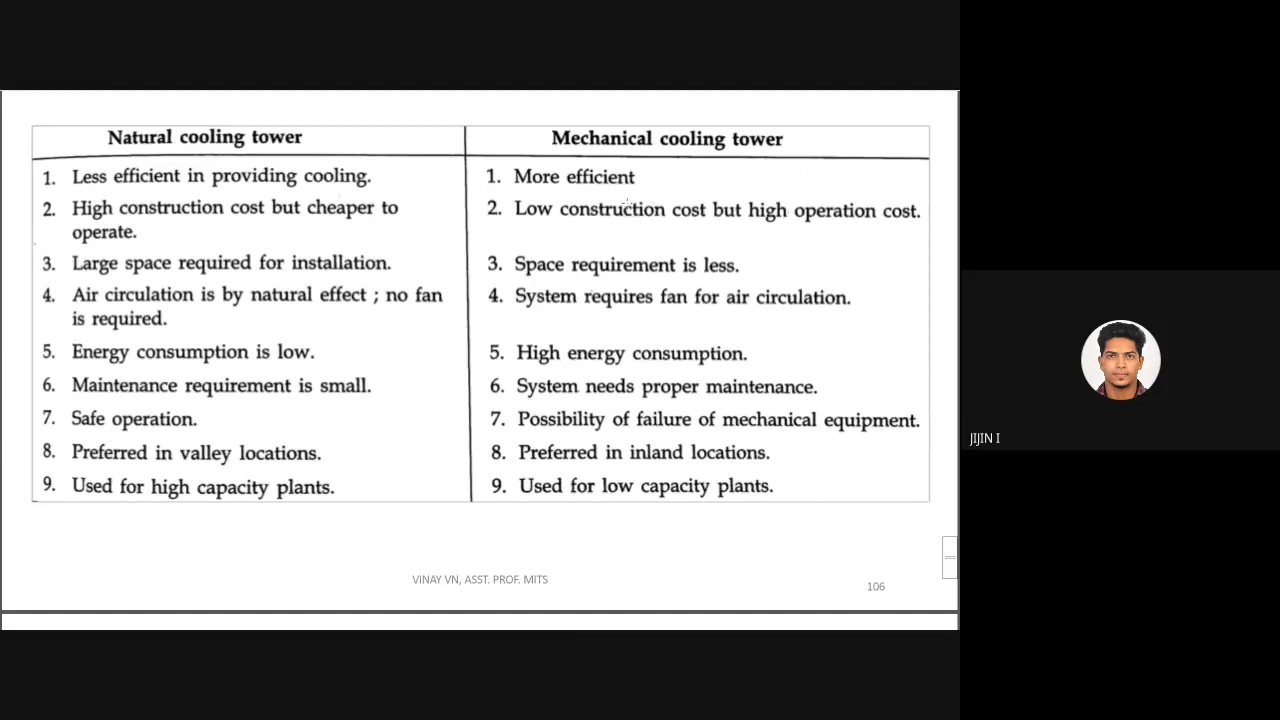 Natural cooling tower
Mechanical cooling tower
1. Less efficient in providing cooling.
1. More efficient
2. High construction cost but cheaper to
operate.
2. Low construction cost but high operation cost.
3. Large space required for installation.
3. Space requirement is less.
4. Air circulation is by natural effect ; no fan
is required.
4. System requires fan for air circulation.
5. Energy consumption is low.
5. High energy consumption.
6. Maintenance requirement is small.
6. System needs proper maintenance.
7. Safe operation.
7. Possibility of failure of mechanical equipment.
8. Preferred in valley locations.
8. Preferred in inland locations.
9. Used for high capacity plants.
9. Used for low capacity plants.
VINAY VN, ASST. PROF. MITS
106
JIJIN I